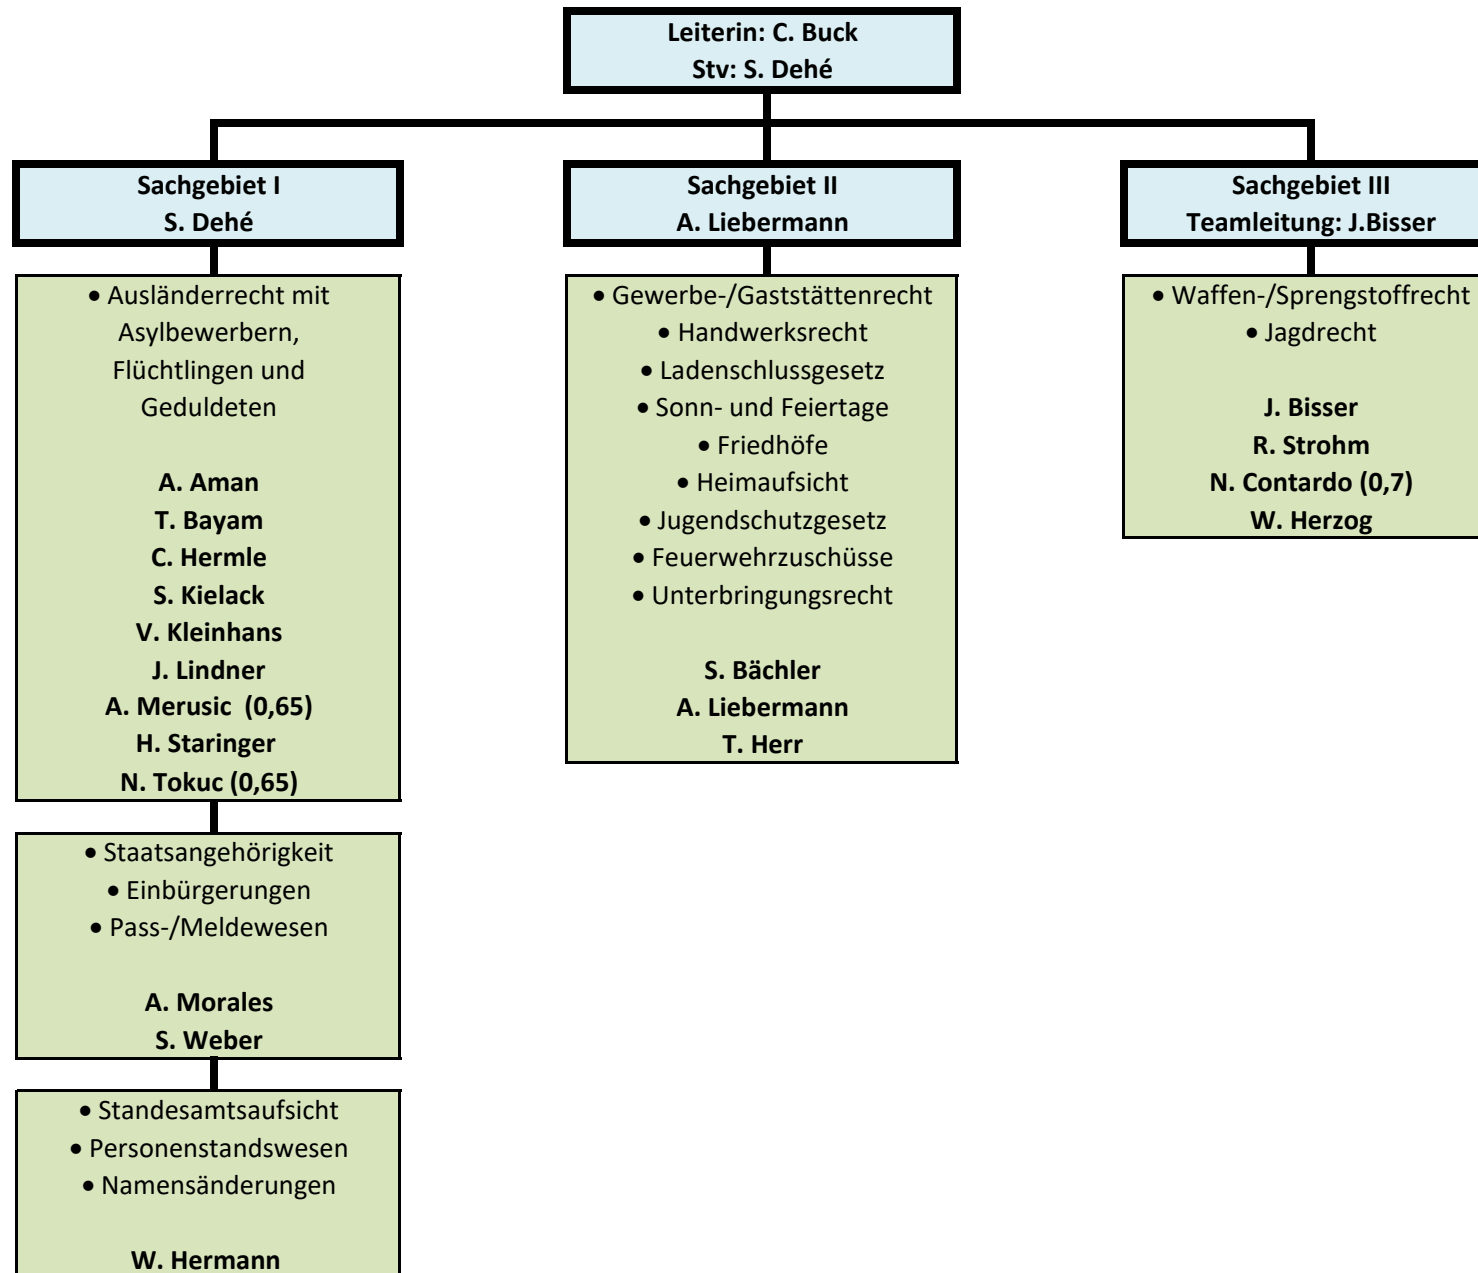 Leiterin: C. Buck
Stv: S. Dehé
Sachgebiet I
S. Dehé
• Ausländerrecht mit
Asylbewerbern,
Flüchtlingen und
Geduldeten
A. Aman
T. Bayam
C. Hermle
S. Kielack
V. Kleinhans
J. Lindner
A. Merusic (0,65)
H. Staringer
N. Tokuc (0,65)
• Staatsangehörigkeit
• Einbürgerungen
• Pass-/Meldewesen
A. Morales
S. Weber
• Standesamtsaufsicht
• Personenstandswesen
• Namensänderungen
W. Hermann
Sachgebiet II
A. Liebermann
• Gewerbe-/Gaststättenrecht
• Handwerksrecht
• Ladenschlussgesetz
• Sonn- und Feiertage
• Friedhöfe
• Heimaufsicht
• Jugendschutzgesetz
• Feuerwehrzuschüsse
• Unterbringungsrecht
S. Bächler
A. Liebermann
T. Herr
Sachgebiet III
Teamleitung: J.Bisser
• Waffen-/Sprengstoffrecht
• Jagdrecht
J. Bisser
R. Strohm
N. Contardo (0,7)
W. Herzog